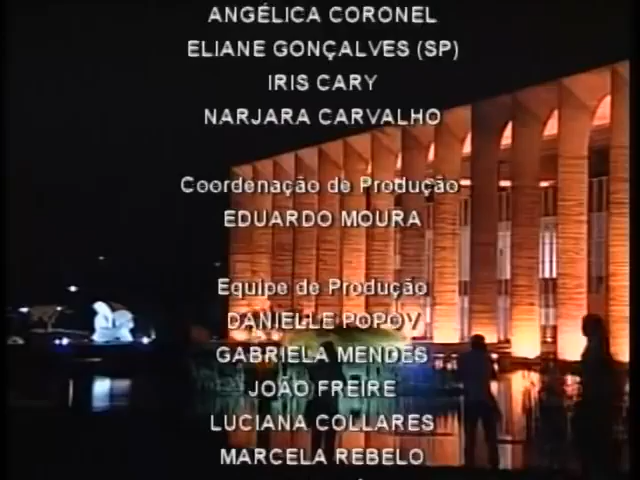 ANGÉLICA CORONEL
ELIANE GONÇALVES (SP)
IRIS CARY
NARJARA CARVALHO
Coordenação de Produção
EDUARDO MOURA
Equipe de Produção
DANIELLE POPOV
GABRIELA MENDES
JOÃO FREIRE
LUCIANA COLLARES
MARCELA REBELO